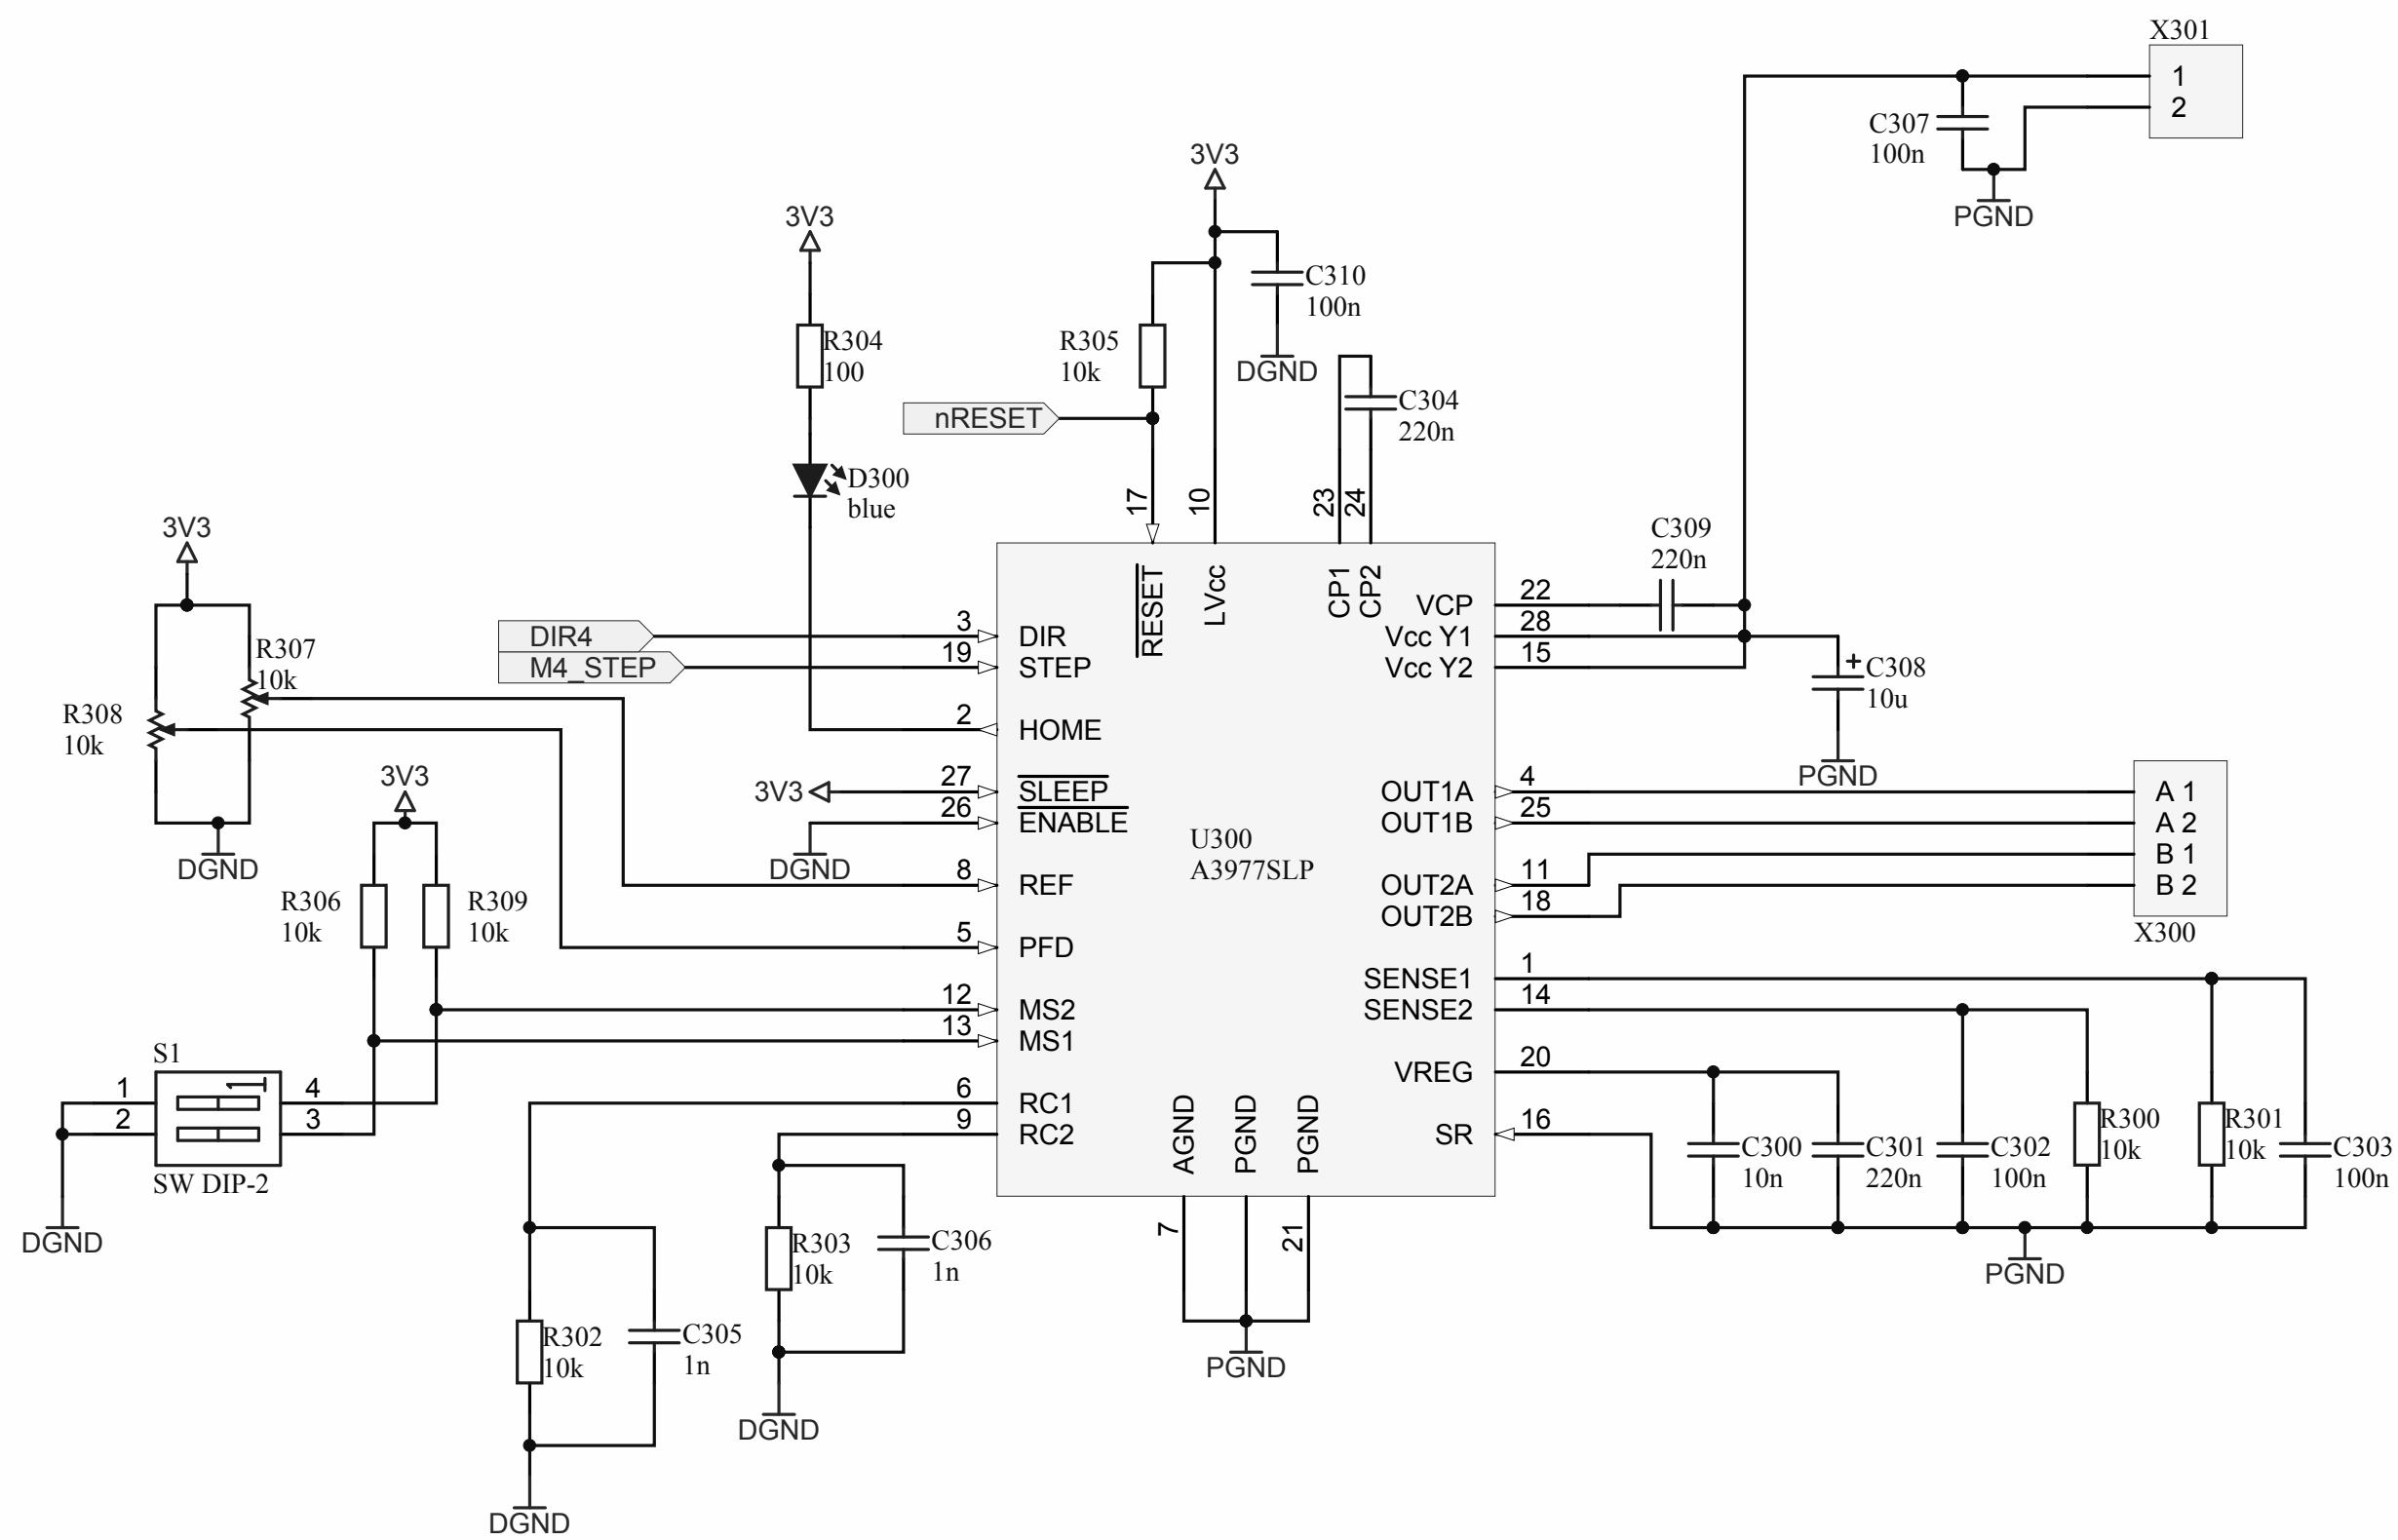 X301
1
2
C307
100n
PGND
3V3
3V3
C310
100n
DGND
R304
100
R305
10k
nRESET
C304
220n
D300
blue
17
10
23
24
3V3
C309
220n
RESET
LVcc
CP1
CP2
R307
10k
R308
10k
DGND
DIR4
M4_STEP
3
DIR
19
STEP
2
HOME
VCP
22
Vcc Y1
28
Vcc Y2
15
+
C308
10u
PGND
3V3
3V3
27
SLEEP
26
ENABLE
DGND
8
REF
5
PFD
U300
A3977SLP
OUT1A
4
OUT1B
25
OUT2A
11
OUT2B
18
A 1
A 2
B 1
B 2
X300
R306
10k
R309
10k
12
MS2
13
MS1
SENSE1
1
SENSE2
14
S1
1
2
1
4
3
SW DIP-2
DGND
6
RC1
9
RC2
VREG
20
SR
16
AGND
PGND
PGND
7
21
PGND
C300
10n
C301
220n
C302
100n
R300
10k
R301
10k
C303
100n
PGND
R303
10k
C306
1n
DGND
R302
10k
C305
1n
DGND